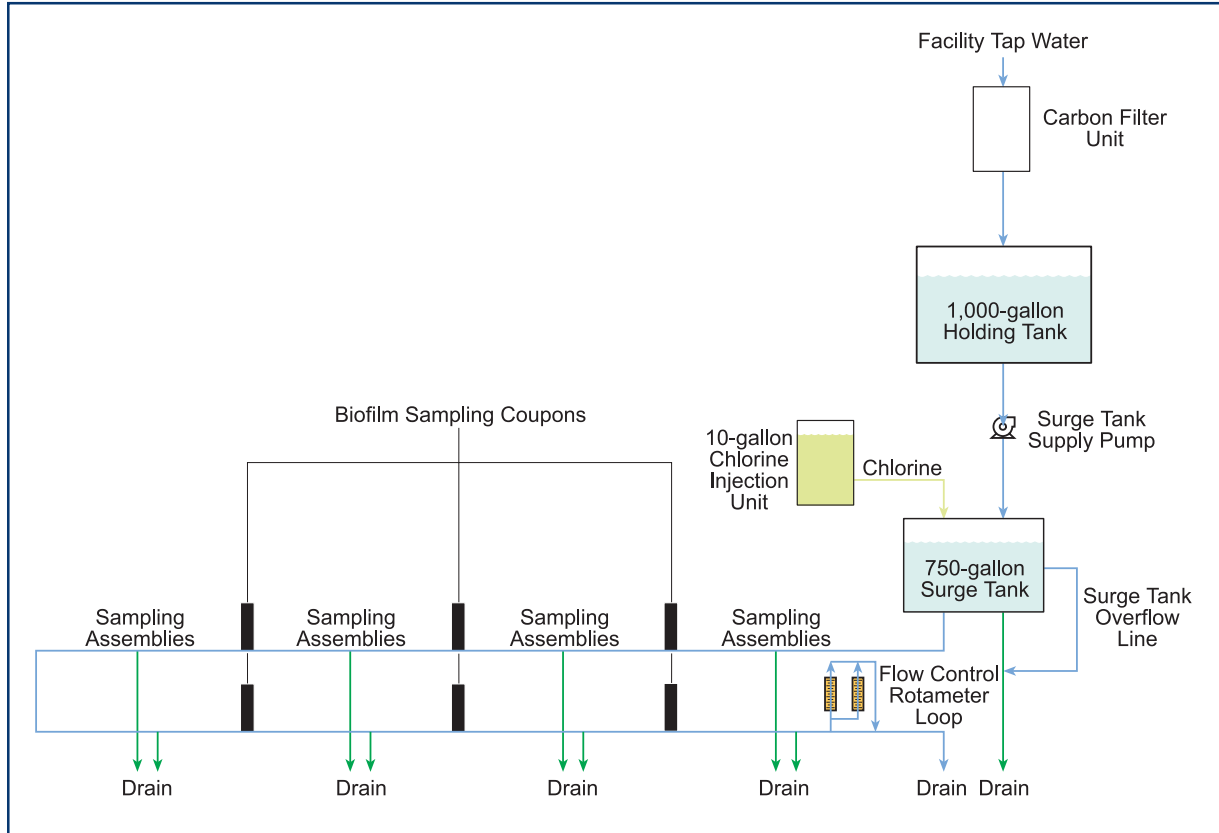 Facility Tap Water
Carbon Filter
Unit
1,000-gallon
Holding Tank
Surge Tank
Supply Pump
Biofilm Sampling Coupons
10-gallon
Chlorine
Injection
Unit
Chlorine
750-gallon
Surge Tank
Surge Tank
Overflow
Line
Sampling
Assemblies
Sampling
Assemblies
Sampling
Assemblies
Sampling
Assemblies
Flow Control
Rotameter
Loop
Drain
Drain
Drain
Drain
Drain
Drain